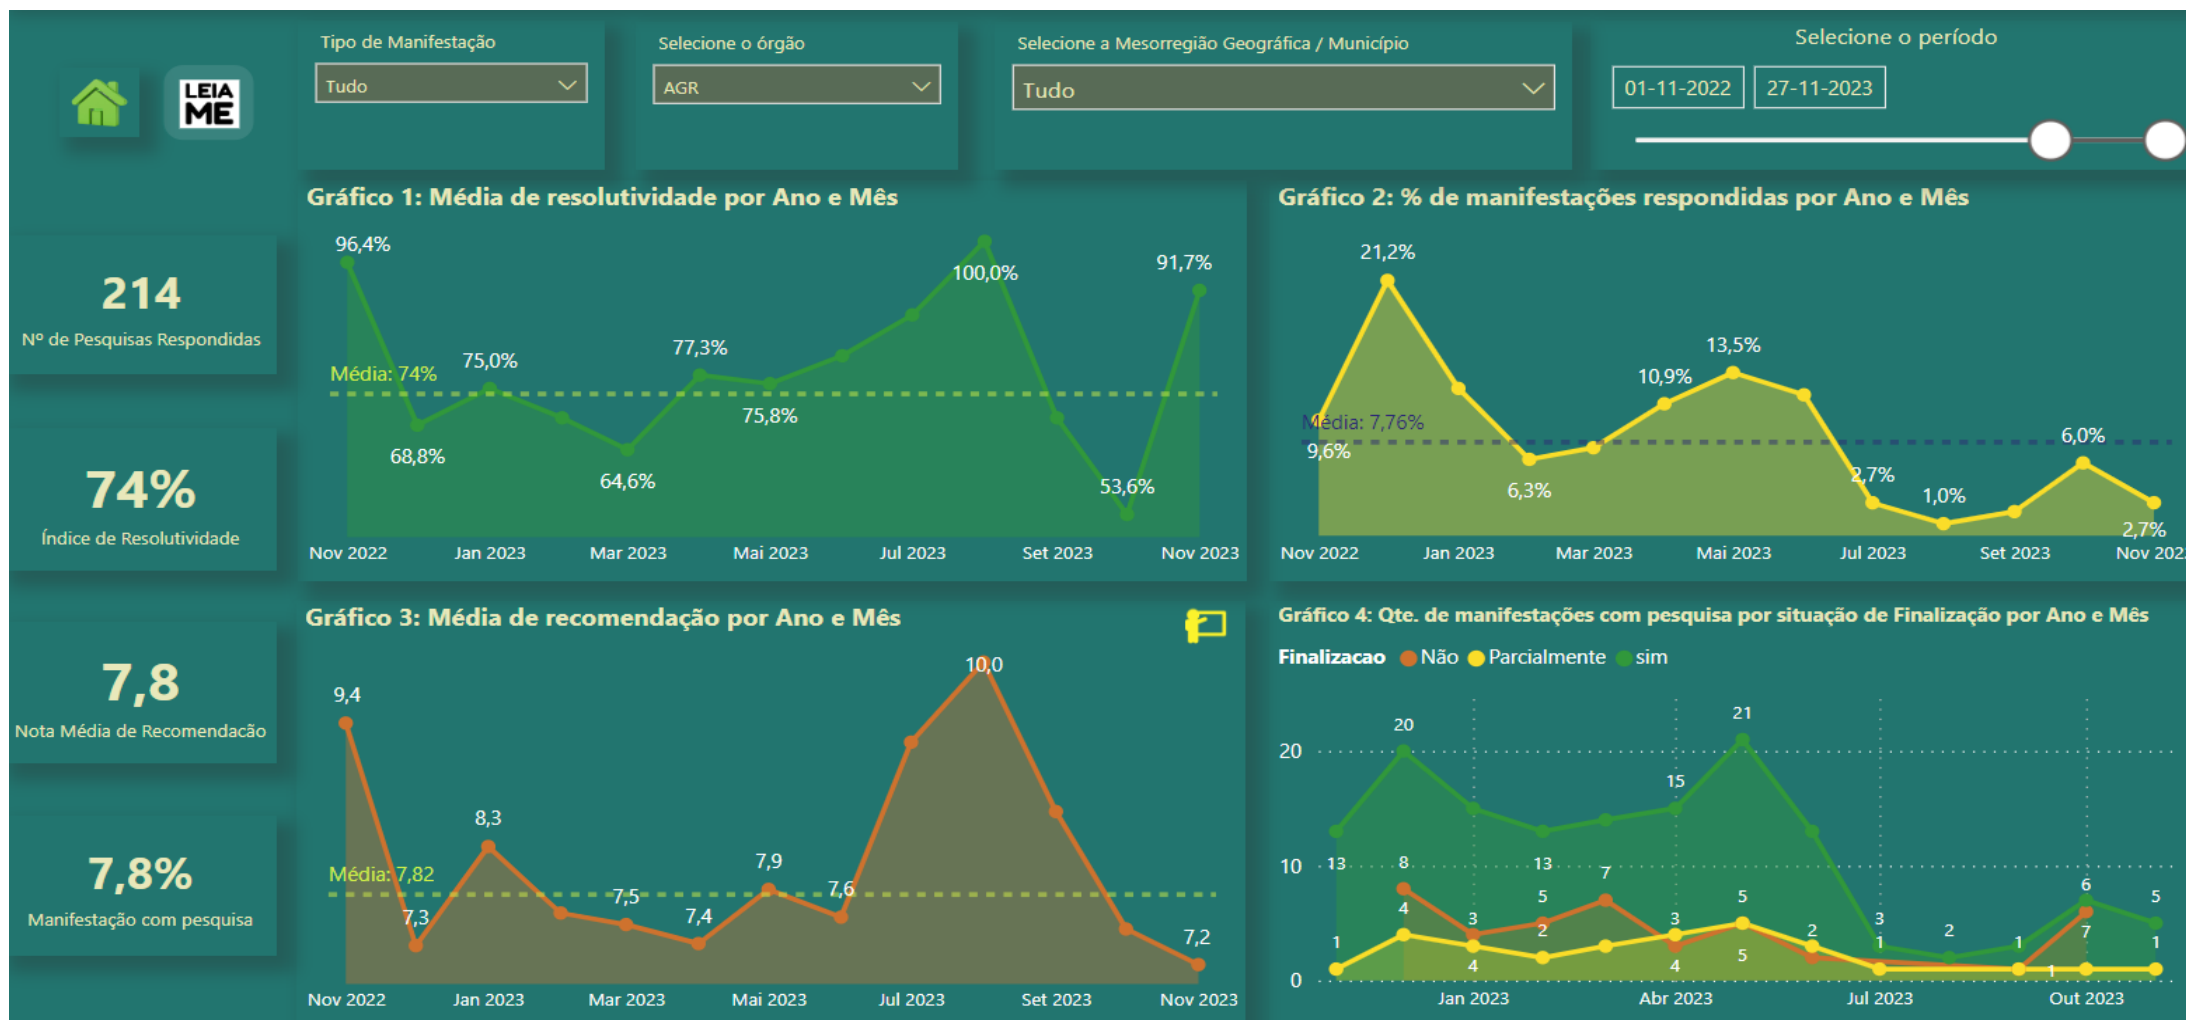 Tipo de Manifestação
Tudo
Selecione o órgão
AGR
Selecione a Mesorregião Geográfica / Município
Tudo
Selecione o período
01-11-2022 27-11-2023
LEIA
ME
214
Nº de Pesquisas Respondidas
74%
Índice de Resolutividade
7,8
Nota Média de Recomendacão
7,8%
Manifestação com pesquisa
Gráfico 1: Média de resolutividade por Ano e Mês
96,4%
68,8%
75,0%
64,6%
77,3%
75,8%
100,0%
53,6%
91,7%
Média: 74%
Nov 2022 Jan 2023 Mar 2023 Mai 2023 Jul 2023 Set 2023 Nov 2023
Gráfico 2: % de manifestações respondidas por Ano e Mês
9,6%
21,2%
6,3%
10,9%
13,5%
2,7%
1,0%
6,0%
2,7%
Média: 7,76%
Nov 2022 Jan 2023 Mar 2023 Mai 2023 Jul 2023 Set 2023 Nov 202
Gráfico 3: Média de recomendação por Ano e Mês
9,4
7,3
8,3
7,5
7,4
7,9
7,6
10,0
7,2
Média: 7,82
Nov 2022 Jan 2023 Mar 2023 Mai 2023 Jul 2023 Set 2023 Nov 2023
Gráfico 4: Qte. de manifestações com pesquisa por situação de Finalização por Ano e Mês
Finalizacao Não Parcialmente sim
20 21
20
15
10 13 8 13 7
5 5 6 5
4 3 2 3 2 3 2 1 7 1
1 1
4 4 5 1
0
Jan 2023 Abr 2023 Jul 2023 Out 2023